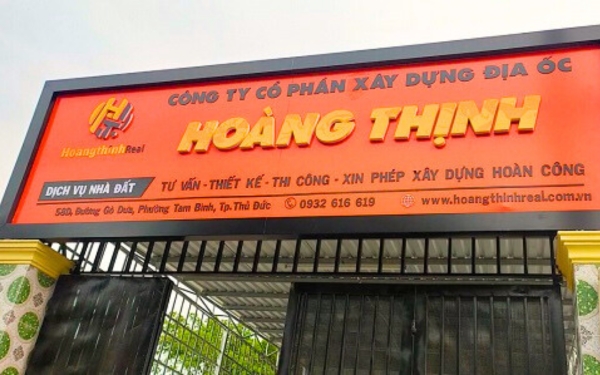 CÔNG TY CỔ PHẦN XÂY DỰNG ĐỊA ỐC
HoangthinhReal
HOÀNG THỊNH
DỊCH VỤ NHÀ ĐẤT
TƯ VẤN - THIẾT KẾ - THI CÔNG - XIN PHÉP XÂY DỰNG HOÀN CÔNG
58D, Đường Gò Dưa, Phường Tam Bình, Tp.Thủ Đức 0932 616 619 www.hoangthinhreal.com.vn